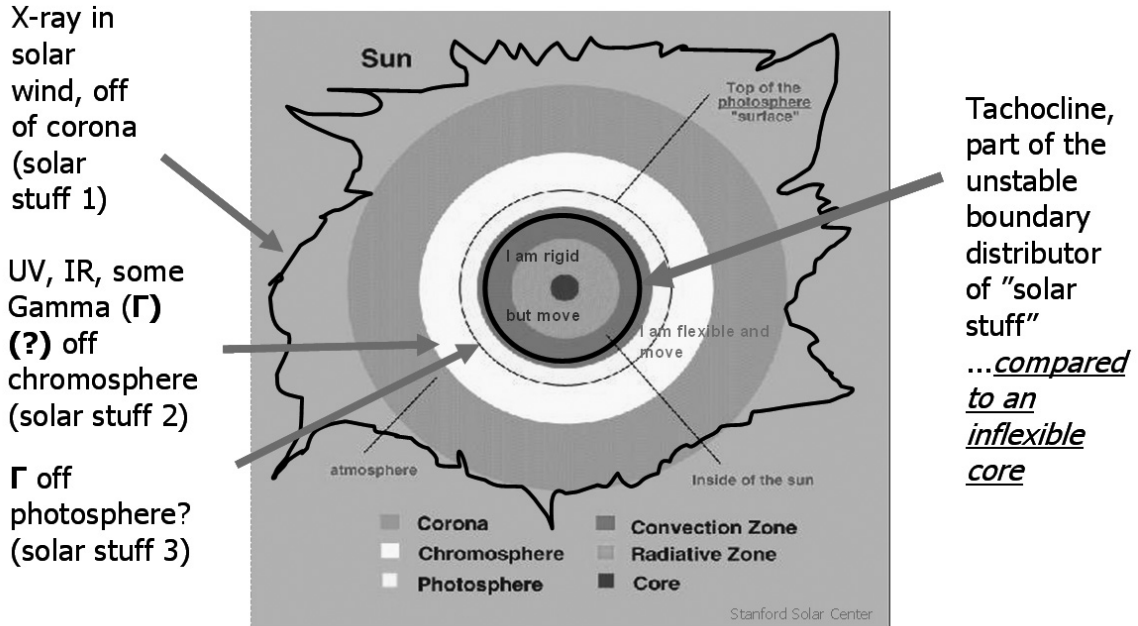 X-ray in
solar
wind, off
of corona
(solar
stuff 1)
UV, IR, some
Gamma (Γ)
(?) off
chromosphere
(solar stuff 2)
Γ off
photosphere?
(solar stuff 3)
Sun
Top of the
photosphere
"surface"
I am rigid
but move
I am flexible and
move
atmosphere
Inside of the sun
Corona
Chromosphere
Photosphere
Convection Zone
Radiative Zone
Core
Stanford Solar Center
Tachocline,
part of the
unstable
boundary
distributor
of ”solar
stuff”
...compared
to an
inflexible
core